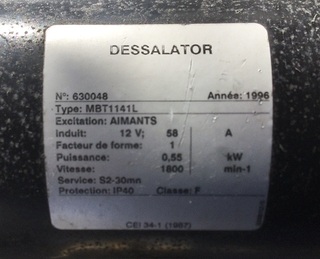 DESSALATOR
N°: 630048 Année: 1996
Type: MBT1141L
Excitation: AIMANTS
Induit: 12 V; 58 A
Facteur de forme: 1
Puissance: 0,55 kW
Vitesse: 1800 min-1
Service: S2-30mn
Protection: IP40 Classe: F
CEI 34-1 (1987)